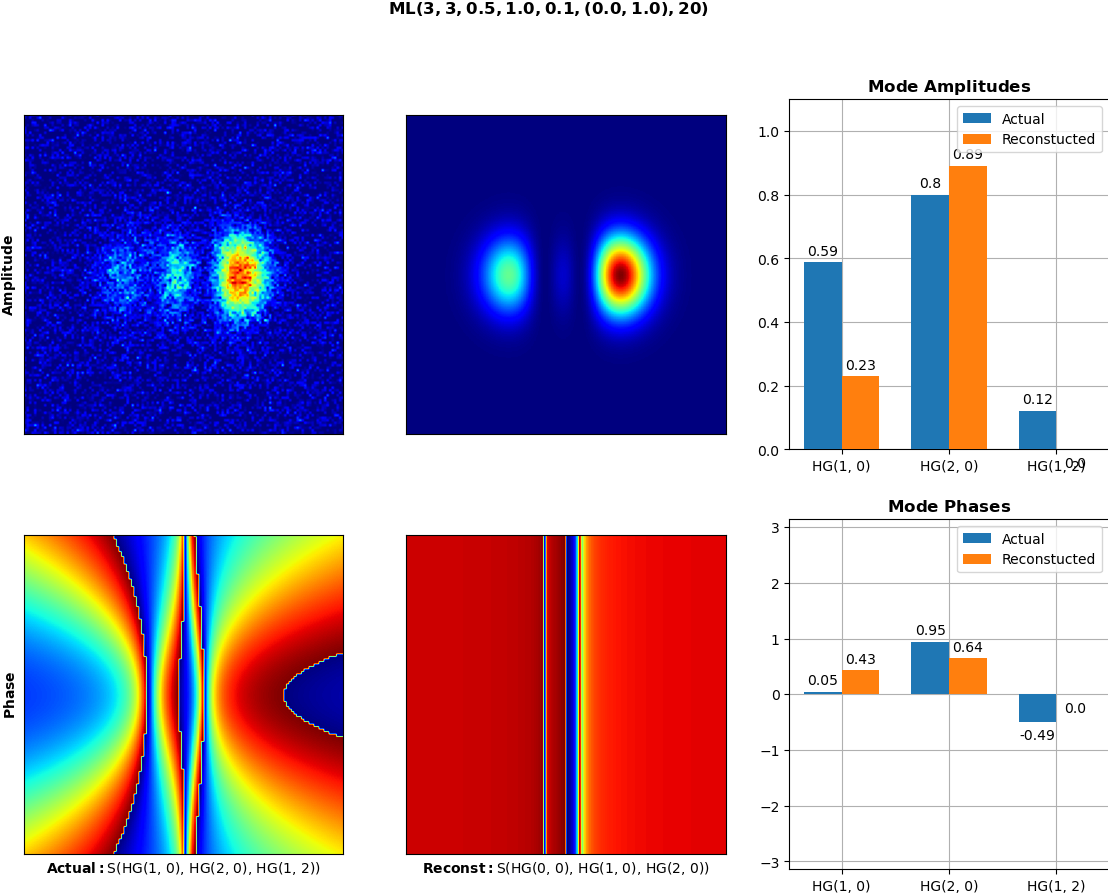 ML(3, 3, 0.5, 1.0, 0.1, (0.0, 1.0), 20)
Amplitude
Mode Amplitudes
Actual
Reconstucted
1.0
0.8
0.6
0.4
0.2
0.0
0.59
0.23
0.8
0.89
0.12
0.0
HG(1, 0)
HG(2, 0)
HG(1, 2)
Phase
Actual: S(HG(1, 0), HG(2, 0), HG(1, 2))
Reconst: S(HG(0, 0), HG(1, 0), HG(2, 0))
Mode Phases
Actual
Reconstucted
3
2
1
0
−1
−2
−3
0.05
0.43
0.95
0.64
-0.49
0.0
HG(1, 0)
HG(2, 0)
HG(1, 2)